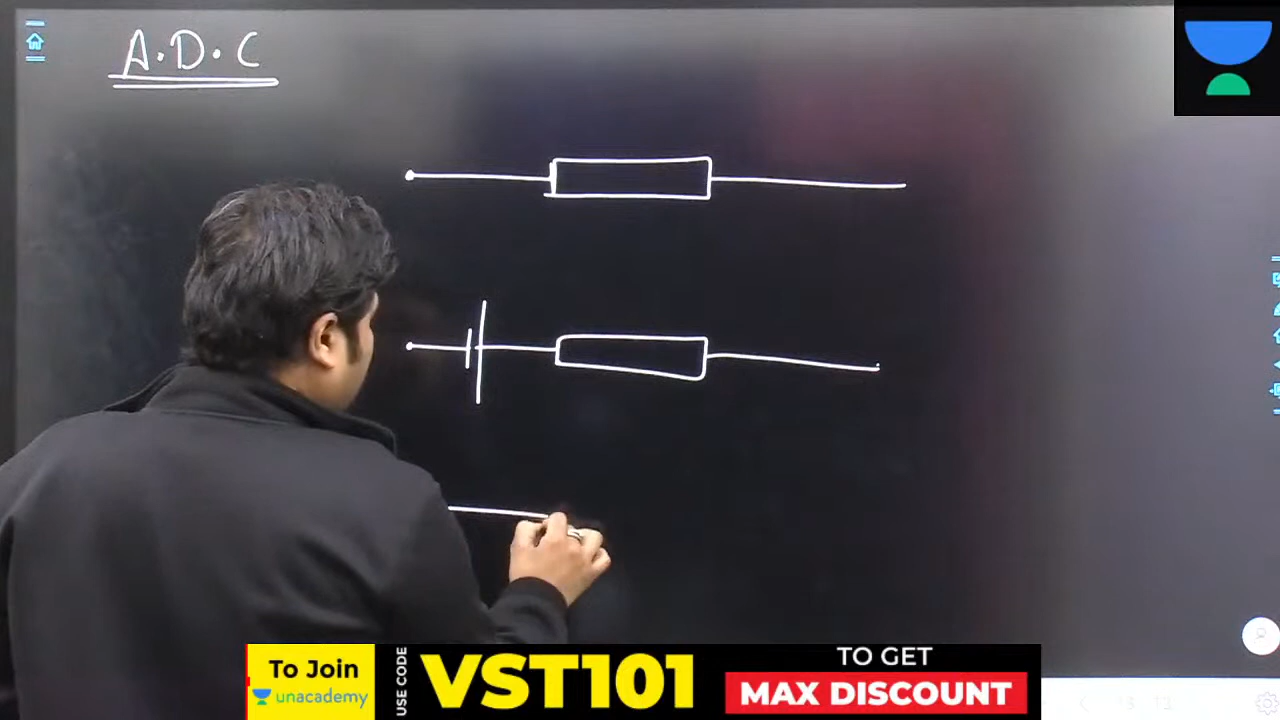 A.D.C
To Join
unacademy
USE CODE
VST101
TO GET
MAX DISCOUNT